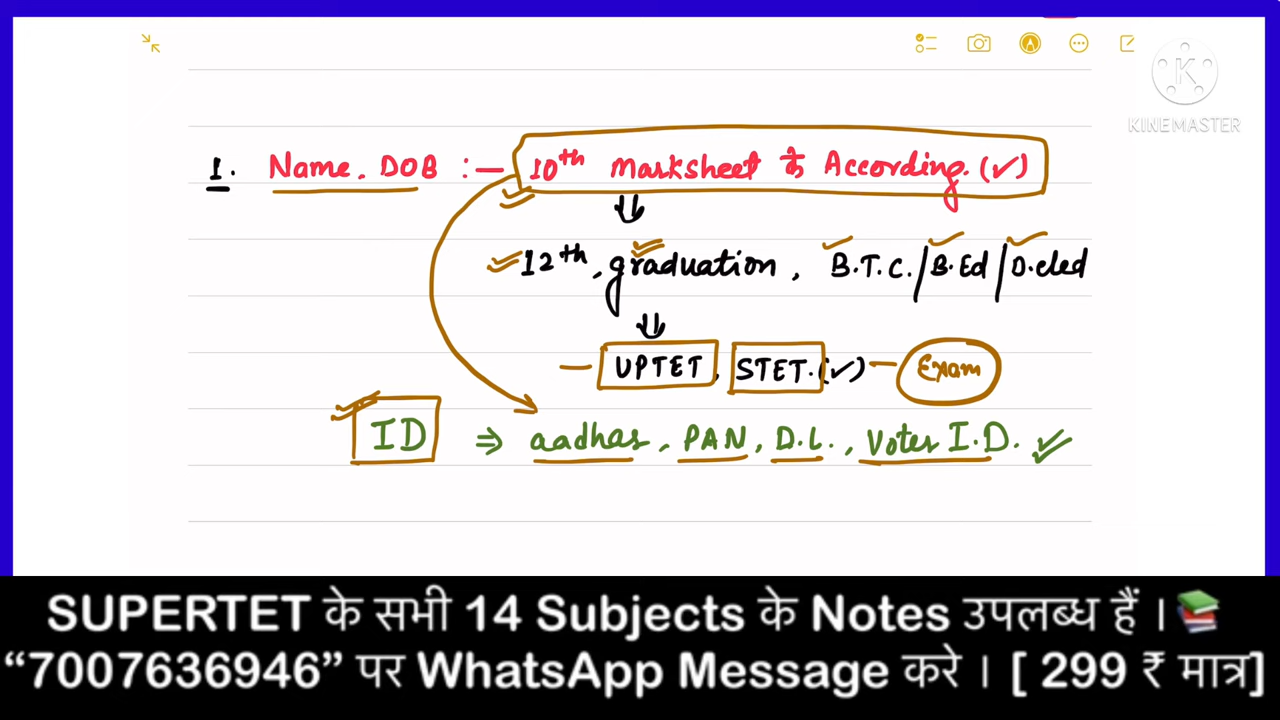 KINEMASTER
1. Name, DOB :— 10th Marksheet के According. (✓)
12th, graduation, B.T.C./B.Ed/D.eled
— UPTET, STET. (✓) — Exam
ID ⇒ aadhar, PAN, D.L., Voter I.D. ✓
SUPERTET के सभी 14 Subjects के Notes उपलब्ध हैं ।
“7007636946” पर WhatsApp Message करे । [ 299 ₹ मात्र]